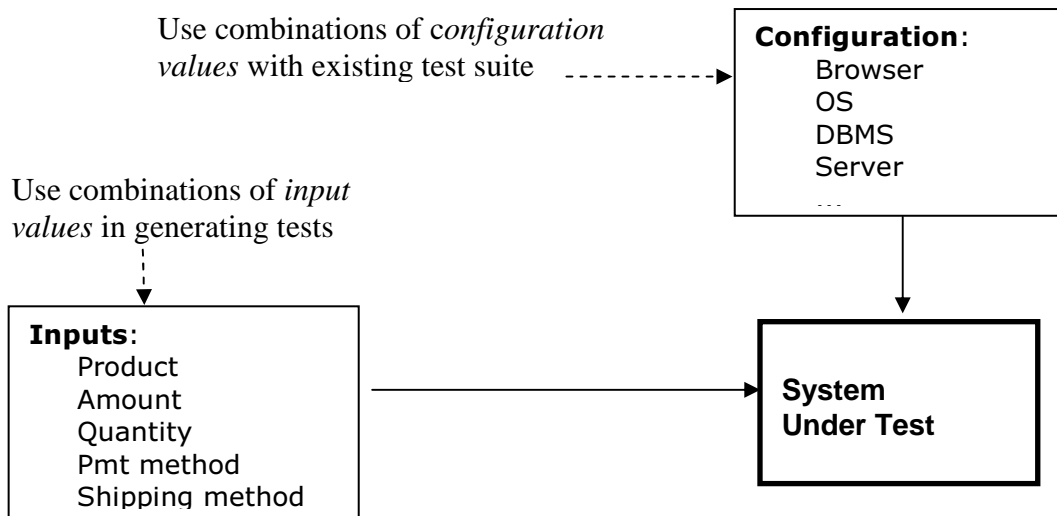 Use combinations of configuration
values with existing test suite
Configuration:
Browser
OS
DBMS
Server
...
Use combinations of input
values in generating tests
Inputs:
Product
Amount
Quantity
Pmt method
Shipping method
System
Under Test